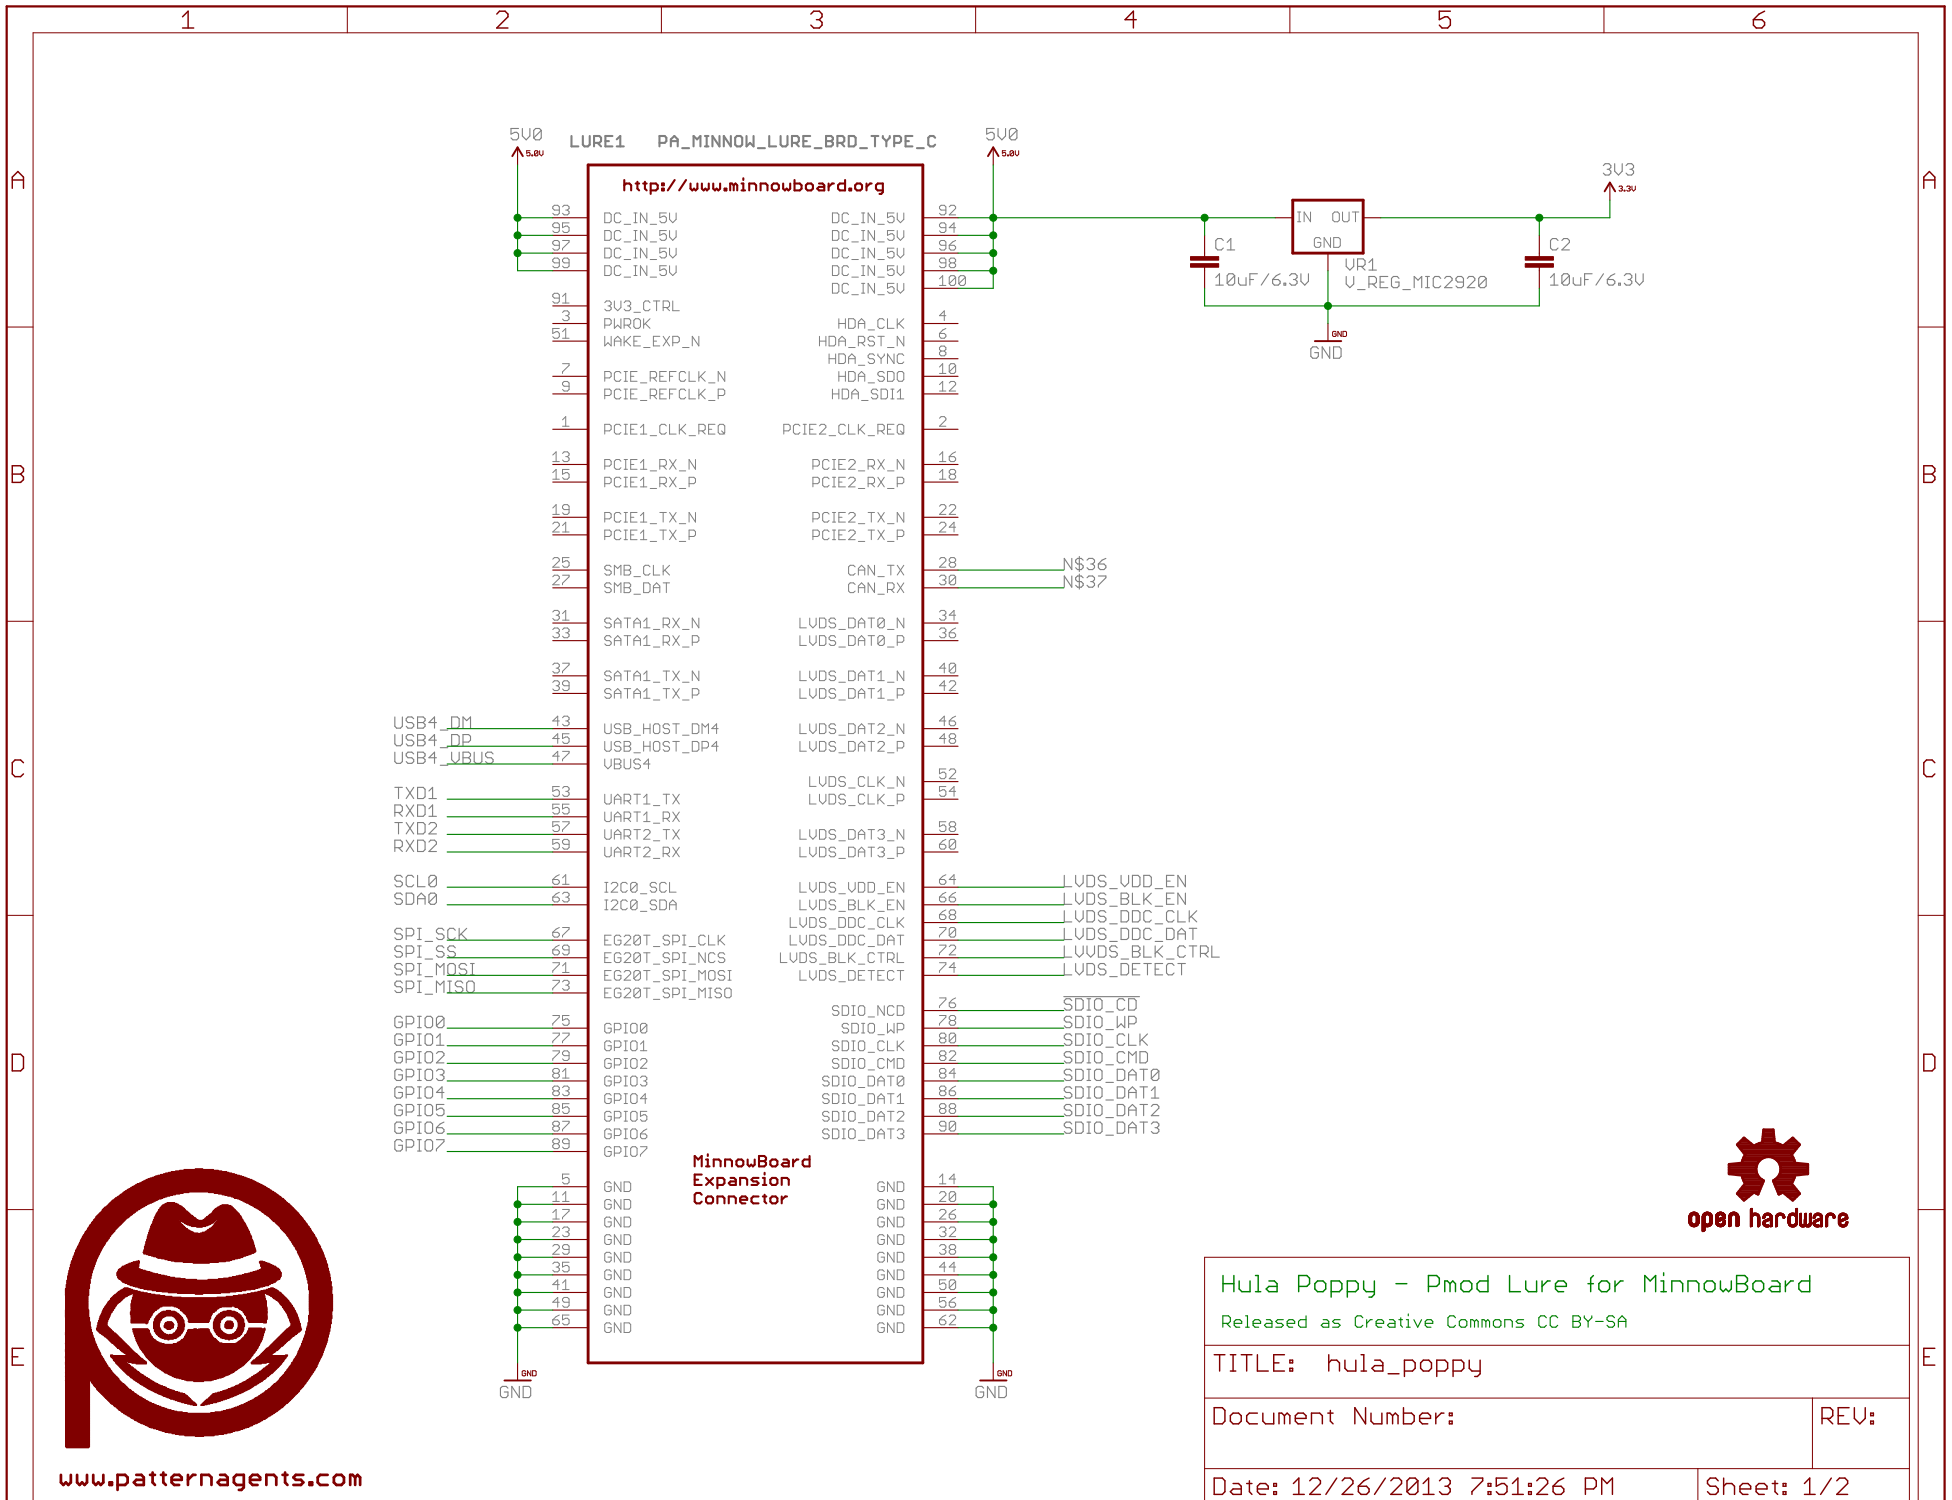 1 2 3 4 5 6
A A
B B
C C
D D
E E
5V0
5.0V
LURE1 PA_MINNOW_LURE_BRD_TYPE_C
5V0
5.0V
http://www.minnowboard.org
93 DC_IN_5V DC_IN_5V 92
95 DC_IN_5V DC_IN_5V 94
97 DC_IN_5V DC_IN_5V 96
99 DC_IN_5V DC_IN_5V 98
DC_IN_5V 100
91 3V3_CTRL
3 PWROK HDA_CLK 4
51 WAKE_EXP_N HDA_RST_N 6
HDA_SYNC 8
7 PCIE_REFCLK_N HDA_SDO 10
9 PCIE_REFCLK_P HDA_SDI1 12
1 PCIE1_CLK_REQ PCIE2_CLK_REQ 2
13 PCIE1_RX_N PCIE2_RX_N 16
15 PCIE1_RX_P PCIE2_RX_P 18
19 PCIE1_TX_N PCIE2_TX_N 22
21 PCIE1_TX_P PCIE2_TX_P 24
25 SMB_CLK CAN_TX 28 N$36
27 SMB_DAT CAN_RX 30 N$37
31 SATA1_RX_N LVDS_DAT0_N 34
33 SATA1_RX_P LVDS_DAT0_P 36
37 SATA1_TX_N LVDS_DAT1_N 40
39 SATA1_TX_P LVDS_DAT1_P 42
USB4_DM 43 USB_HOST_DM4 LVDS_DAT2_N 46
USB4_DP 45 USB_HOST_DP4 LVDS_DAT2_P 48
USB4_VBUS 47 VBUS4
LVDS_CLK_N 52
TXD1 53 UART1_TX LVDS_CLK_P 54
RXD1 55 UART1_RX
TXD2 57 UART2_TX LVDS_DAT3_N 58
RXD2 59 UART2_RX LVDS_DAT3_P 60
SCL0 61 I2C0_SCL LVDS_VDD_EN 64 LVDS_VDD_EN
SDA0 63 I2C0_SDA LVDS_BLK_EN 66 LVDS_BLK_EN
LVDS_DDC_CLK 68 LVDS_DDC_CLK
SPI_SCK 67 EG20T_SPI_CLK LVDS_DDC_DAT 70 LVDS_DDC_DAT
SPI_SS 69 EG20T_SPI_NCS LVDS_BLK_CTRL 72 LVVDS_BLK_CTRL
SPI_MOSI 71 EG20T_SPI_MOSI LVDS_DETECT 74 LVDS_DETECT
SPI_MISO 73 EG20T_SPI_MISO
SDIO_NCD 76 SDIO_CD
GPIO0 75 GPIO0 SDIO_WP 78 SDIO_WP
GPIO1 77 GPIO1 SDIO_CLK 80 SDIO_CLK
GPIO2 79 GPIO2 SDIO_CMD 82 SDIO_CMD
GPIO3 81 GPIO3 SDIO_DAT0 84 SDIO_DAT0
GPIO4 83 GPIO4 SDIO_DAT1 86 SDIO_DAT1
GPIO5 85 GPIO5 SDIO_DAT2 88 SDIO_DAT2
GPIO6 87 GPIO6 SDIO_DAT3 90 SDIO_DAT3
GPIO7 89 GPIO7
MinnowBoard
Expansion
Connector
5 GND GND 14
11 GND GND 20
17 GND GND 26
23 GND GND 32
29 GND GND 38
35 GND GND 44
41 GND GND 50
49 GND GND 56
65 GND GND 62
GND GND
GND GND
3V3
3.3V
IN OUT
GND
C1
10uF/6.3V
VR1
V_REG_MIC2920
C2
10uF/6.3V
GND
GND
open hardware
www.patternagents.com
Hula Poppy - Pmod Lure for MinnowBoard
Released as Creative Commons CC BY-SA
TITLE: hula_poppy
Document Number:
REV:
Date: 12/26/2013 7:51:26 PM
Sheet: 1/2